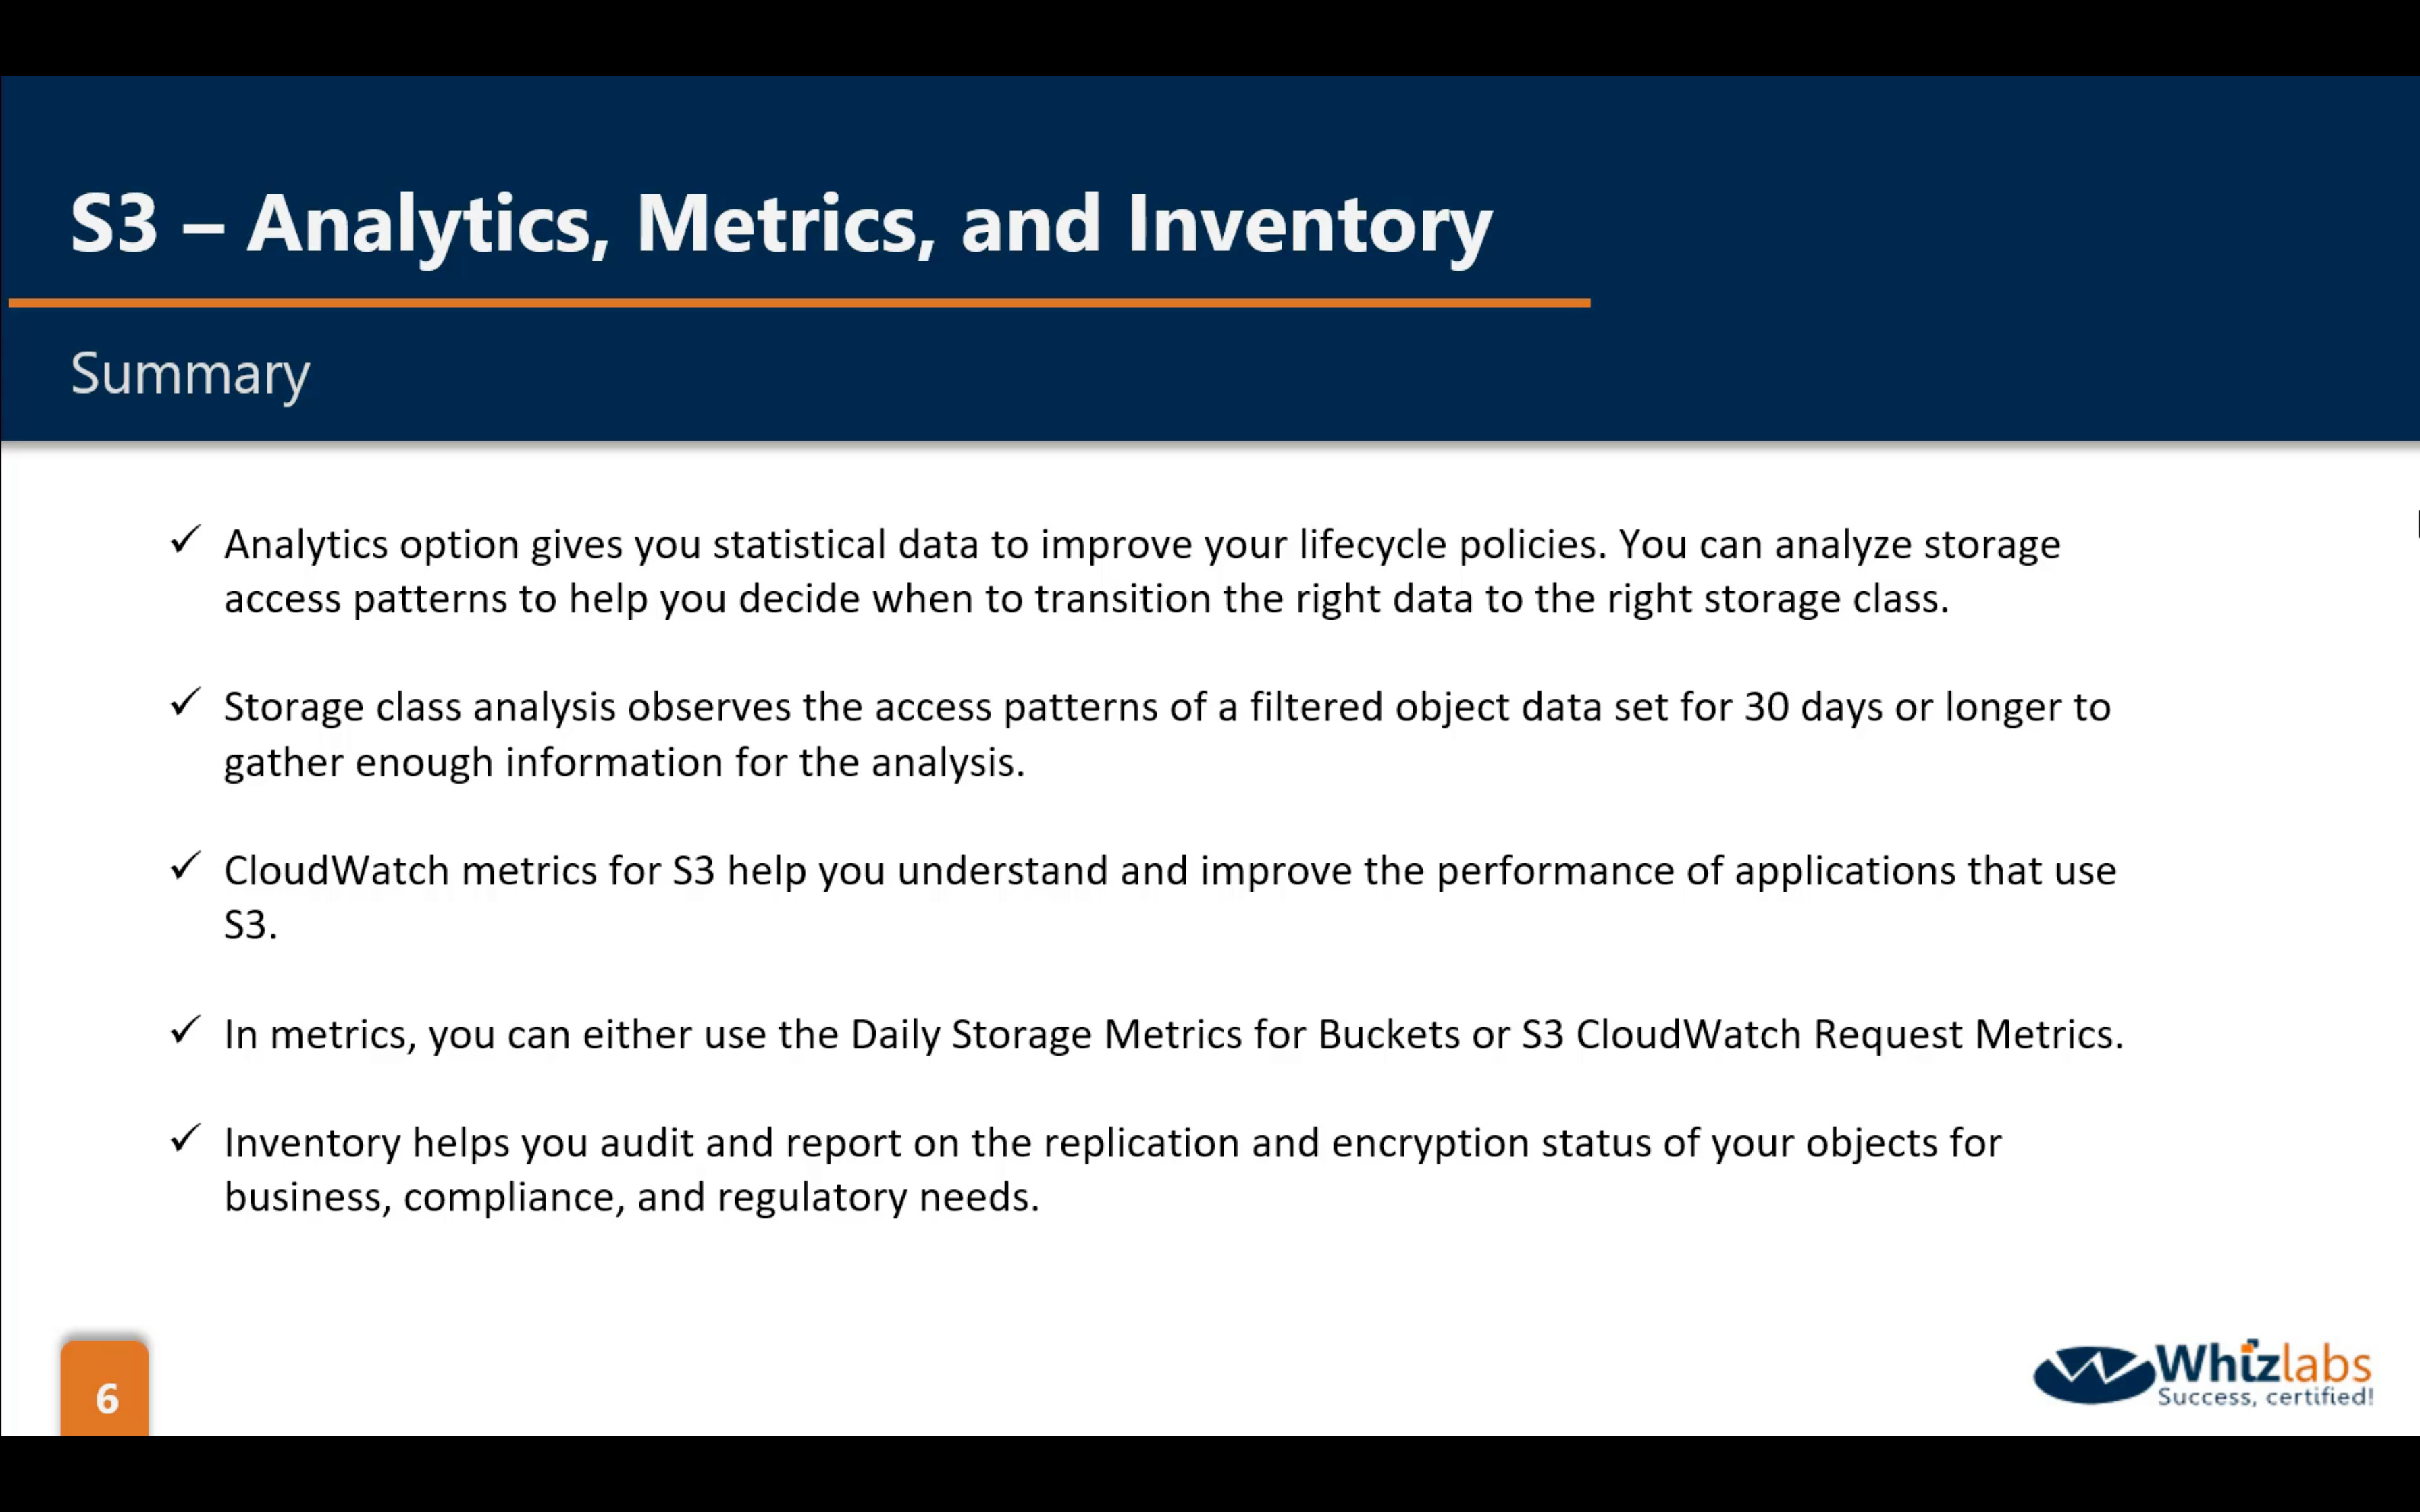 S3 – Analytics, Metrics, and Inventory
Summary
✓ Analytics option gives you statistical data to improve your lifecycle policies. You can analyze storage
access patterns to help you decide when to transition the right data to the right storage class.
✓ Storage class analysis observes the access patterns of a filtered object data set for 30 days or longer to
gather enough information for the analysis.
✓ CloudWatch metrics for S3 help you understand and improve the performance of applications that use
S3.
✓ In metrics, you can either use the Daily Storage Metrics for Buckets or S3 CloudWatch Request Metrics.
✓ Inventory helps you audit and report on the replication and encryption status of your objects for
business, compliance, and regulatory needs.
6
Whizlabs
Success, certified!